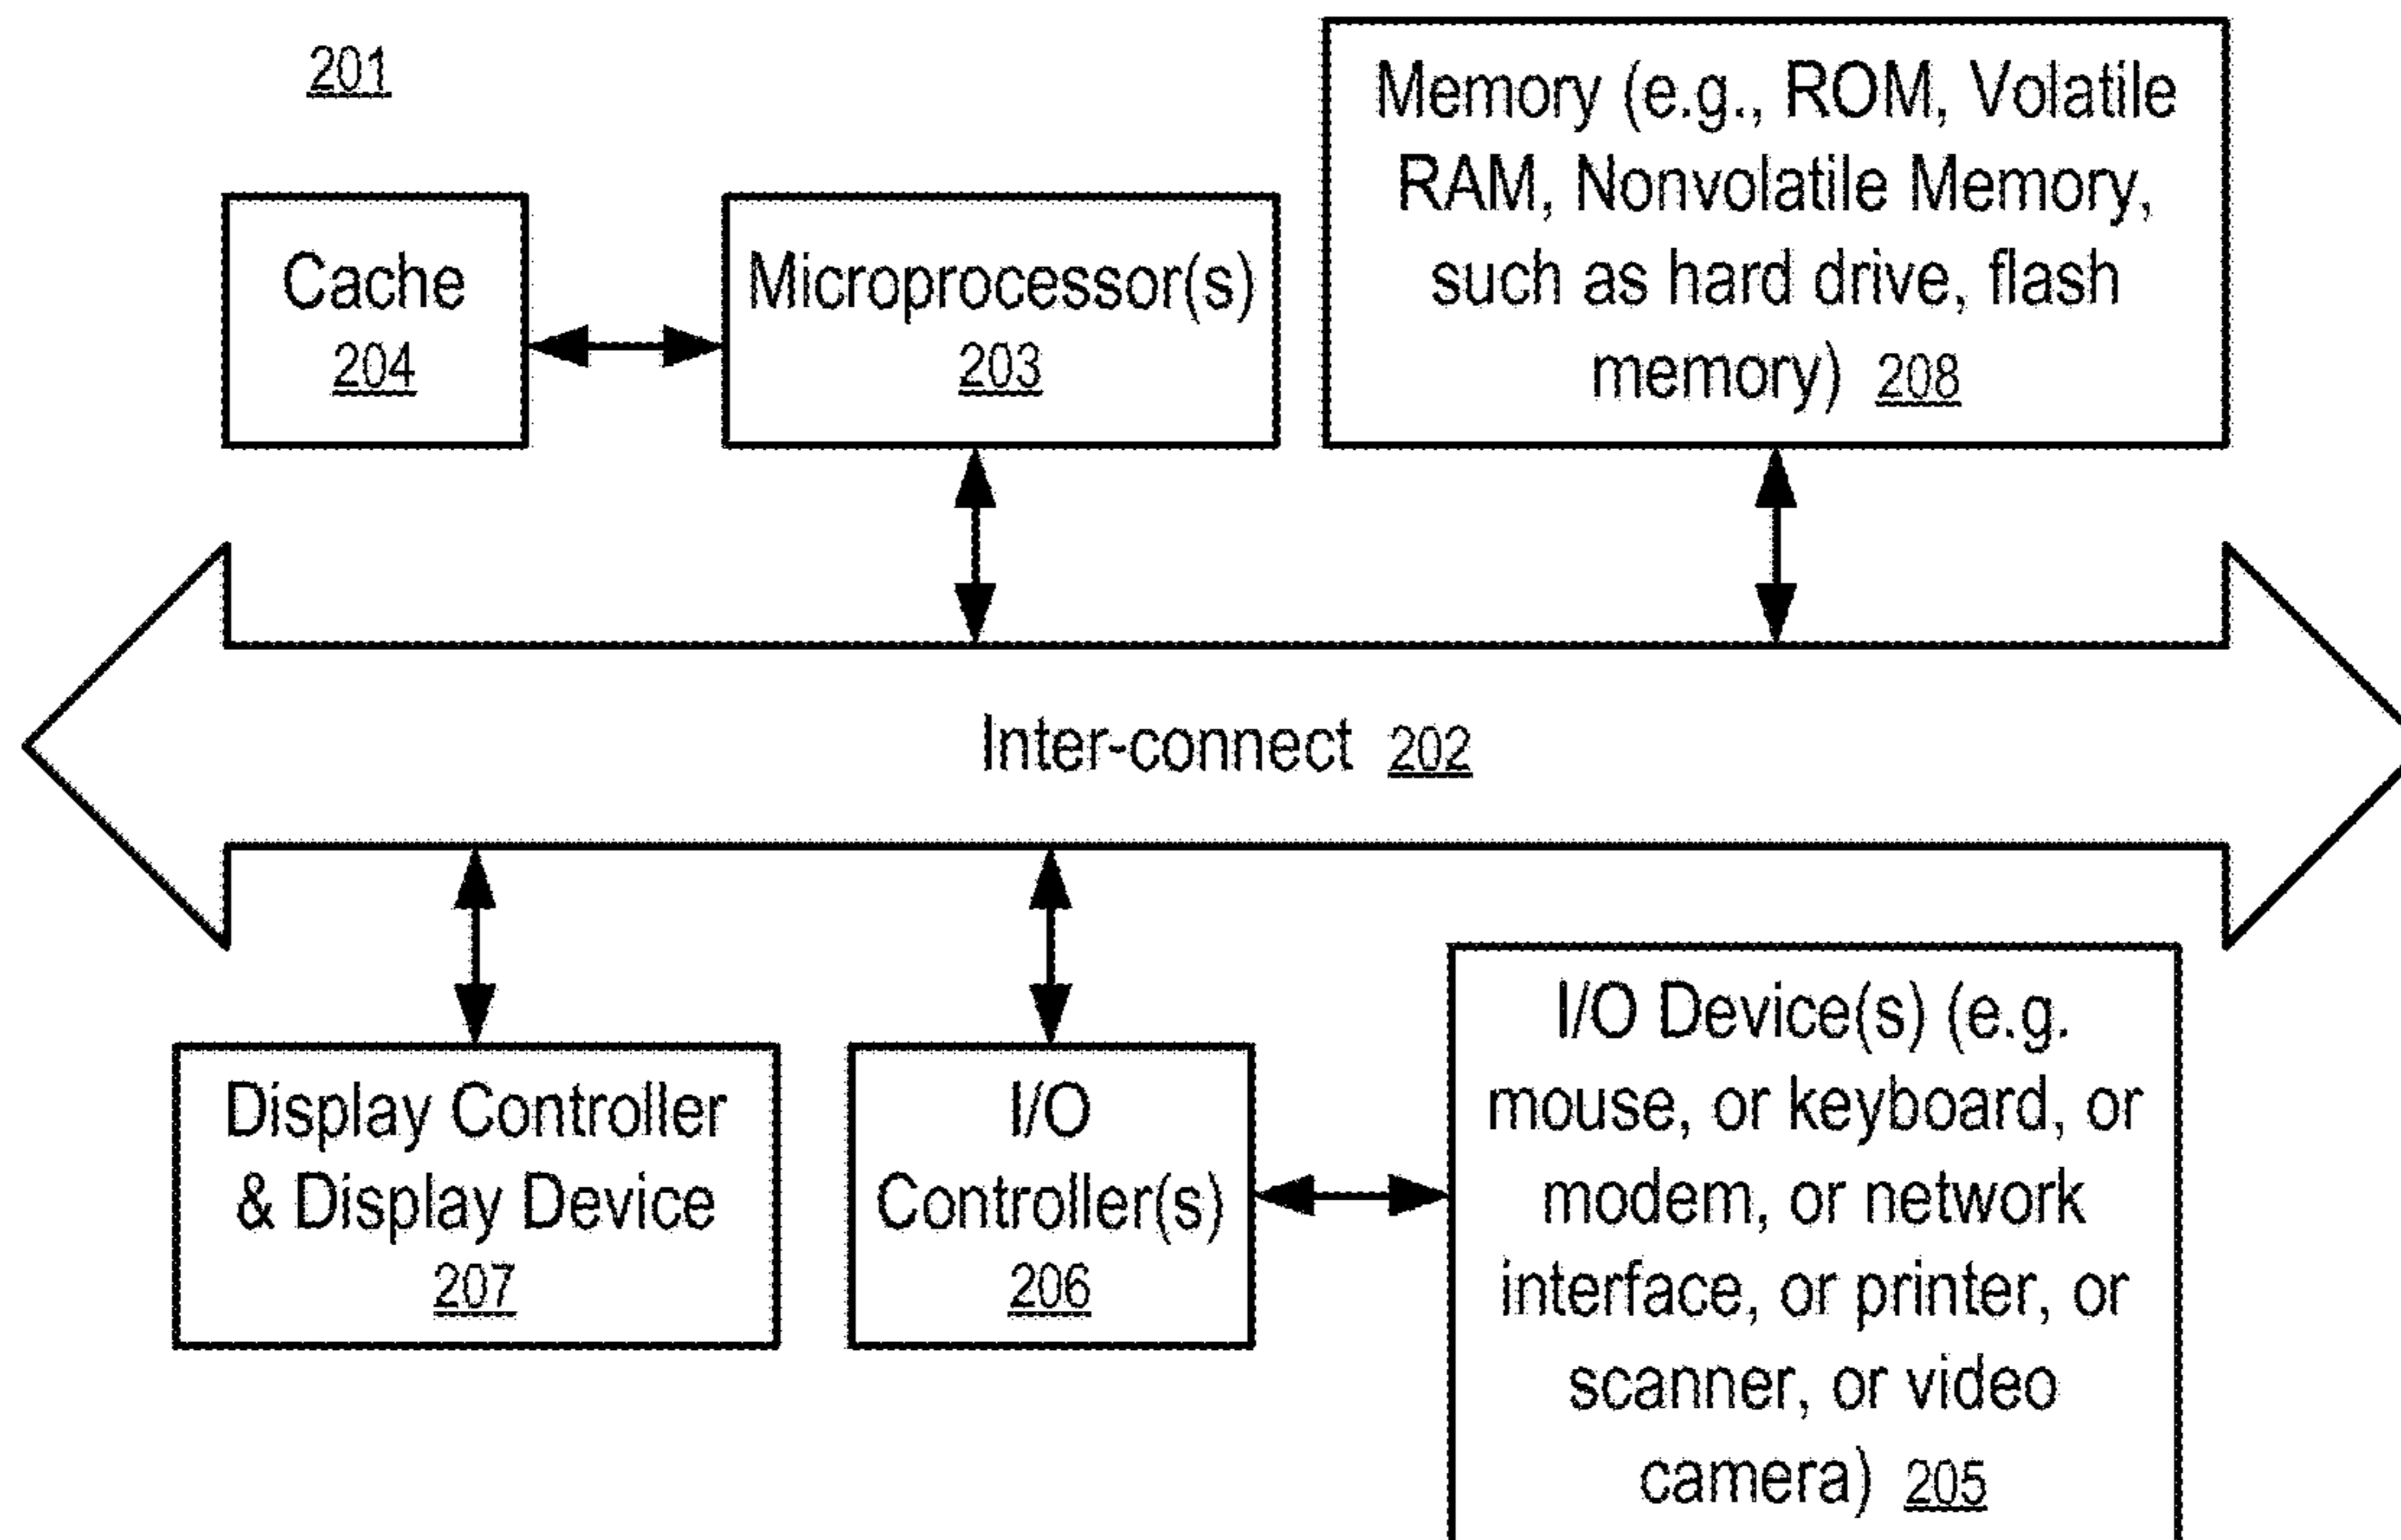 201
Cache
204
Microprocessor(s)
203
Memory (e.g., ROM, Volatile
RAM, Nonvolatile Memory,
such as hard drive, flash
memory) 208
Inter-connect 202
Display Controller
& Display Device
207
I/O
Controller(s)
206
I/O Device(s) (e.g.
mouse, or keyboard, or
modem, or network
interface, or printer, or
scanner, or video
camera) 205